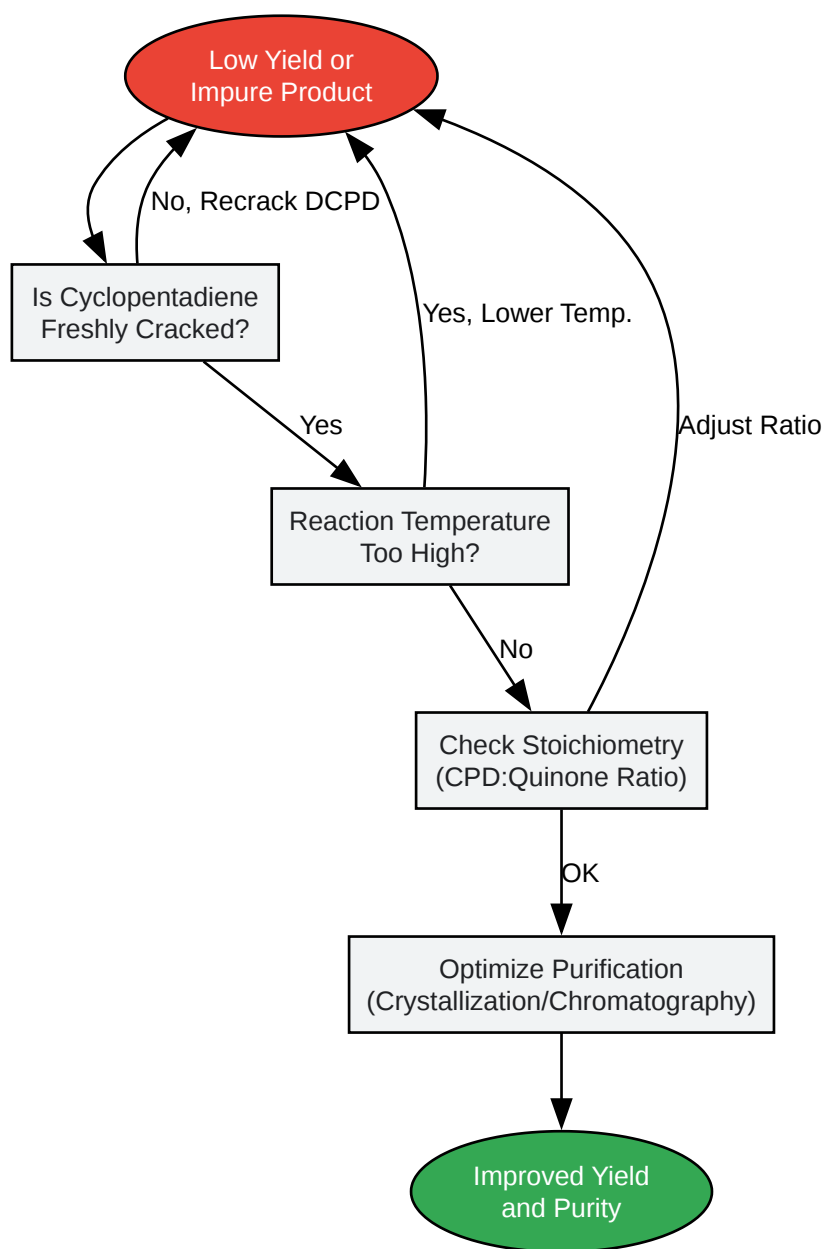 Low Yield or
Impure Product
No, Recrack DCPD
Is Cyclopentadiene
Freshly Cracked?
Yes, Lower Temp.
Yes
Adjust Ratio
Reaction Temperature
Too High?
No
Check Stoichiometry
(CPD:Quinone Ratio)
OK
Optimize Purification
(Crystallization/Chromatography)
Improved Yield
and Purity